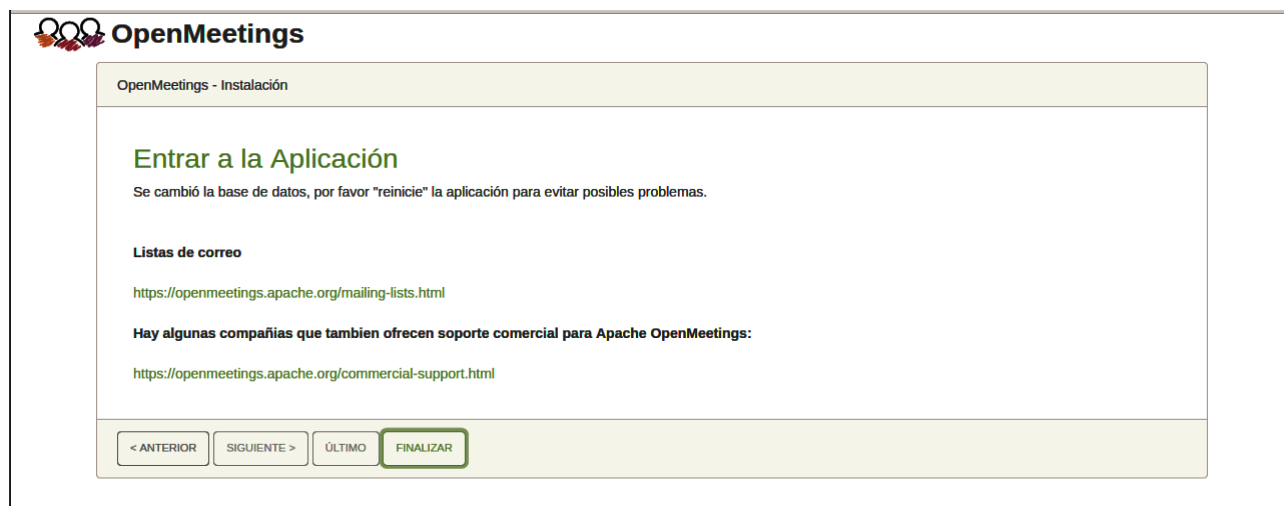 OpenMeetings
OpenMeetings - Instalación
Entrar a la Aplicación
Se cambió la base de datos, por favor "reinicie" la aplicación para evitar posibles problemas.
Listas de correo
https://openmeetings.apache.org/mailing-lists.html
Hay algunas compañias que tambien ofrecen soporte comercial para Apache OpenMeetings:
https://openmeetings.apache.org/commercial-support.html
< ANTERIOR SIGUIENTE > ÚLTIMO FINALIZAR